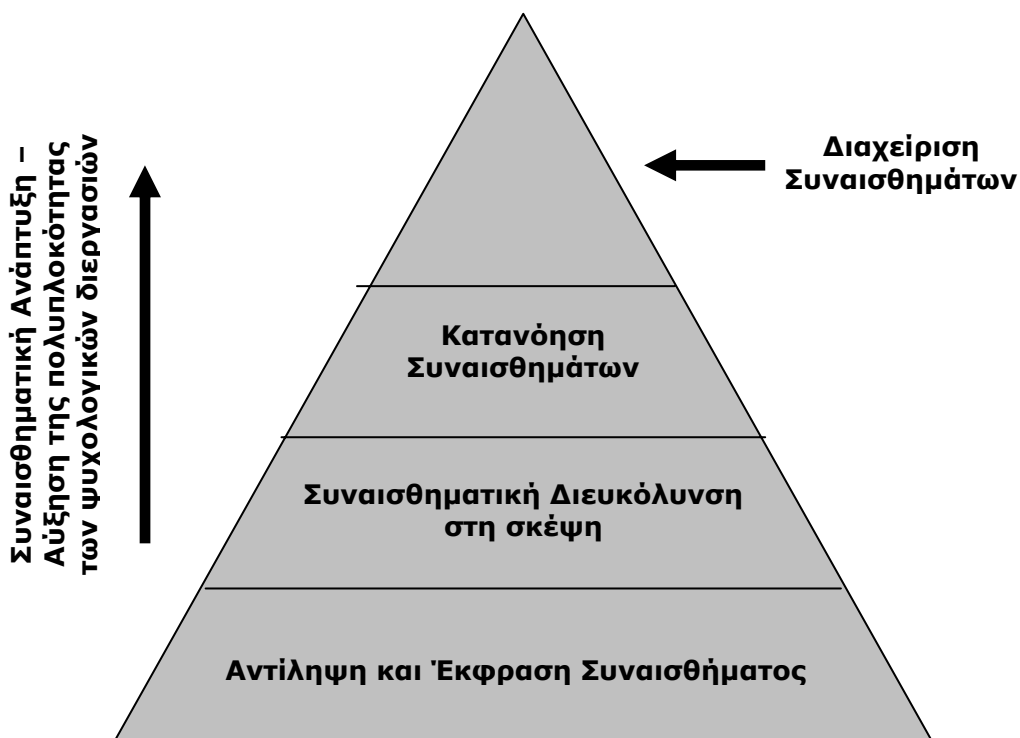 Συναισθηματική Ανάπτυξη –
Αύξηση της πολυπλοκότητας
των ψυχολογικών διεργασιών
Διαχείριση
Συναισθημάτων
Κατανόηση
Συναισθημάτων
Συναισθηματική Διευκόλυνση
στη σκέψη
Αντίληψη και Έκφραση Συναισθήματος